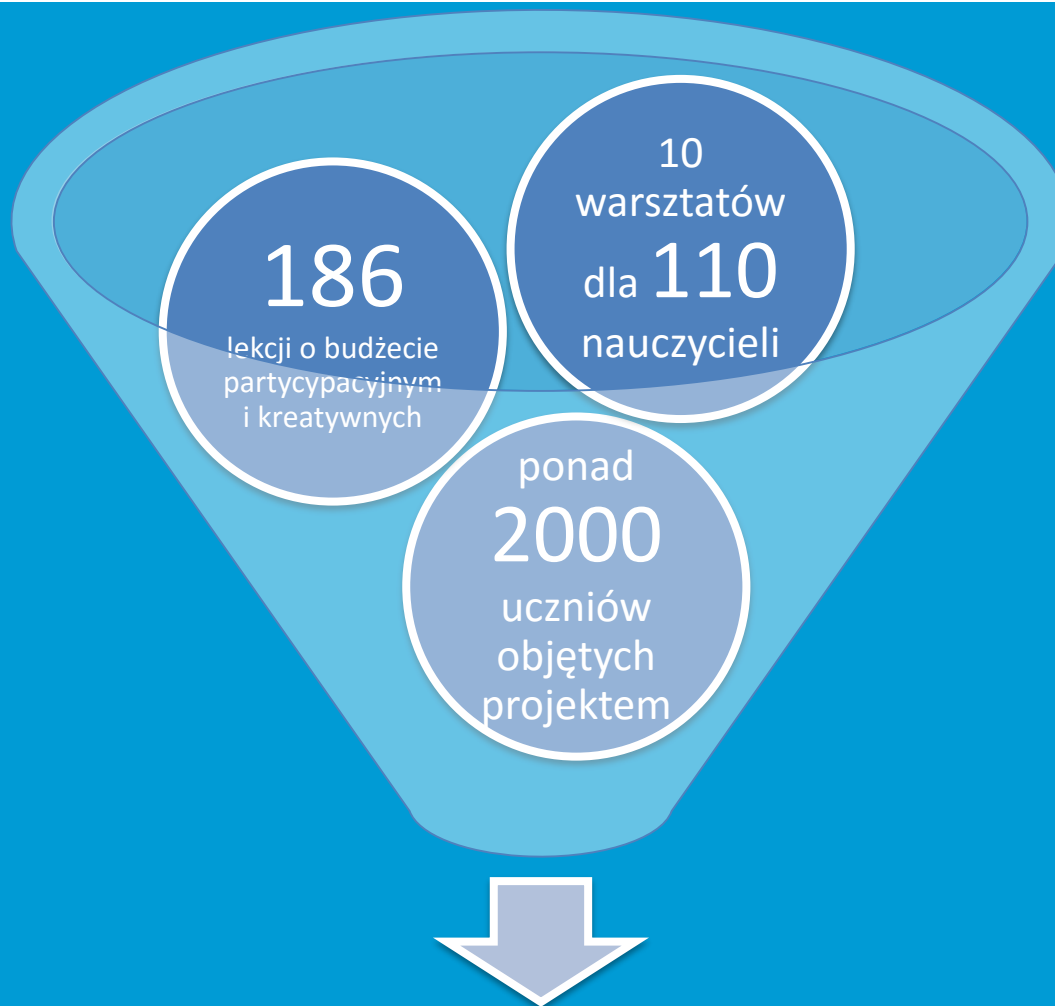 186
lekcji o budżecie
partycypacyjnym
i kreatywnych
10
warsztatów
dla 110
nauczycieli
ponad
2000
uczniów
objętych
projektem